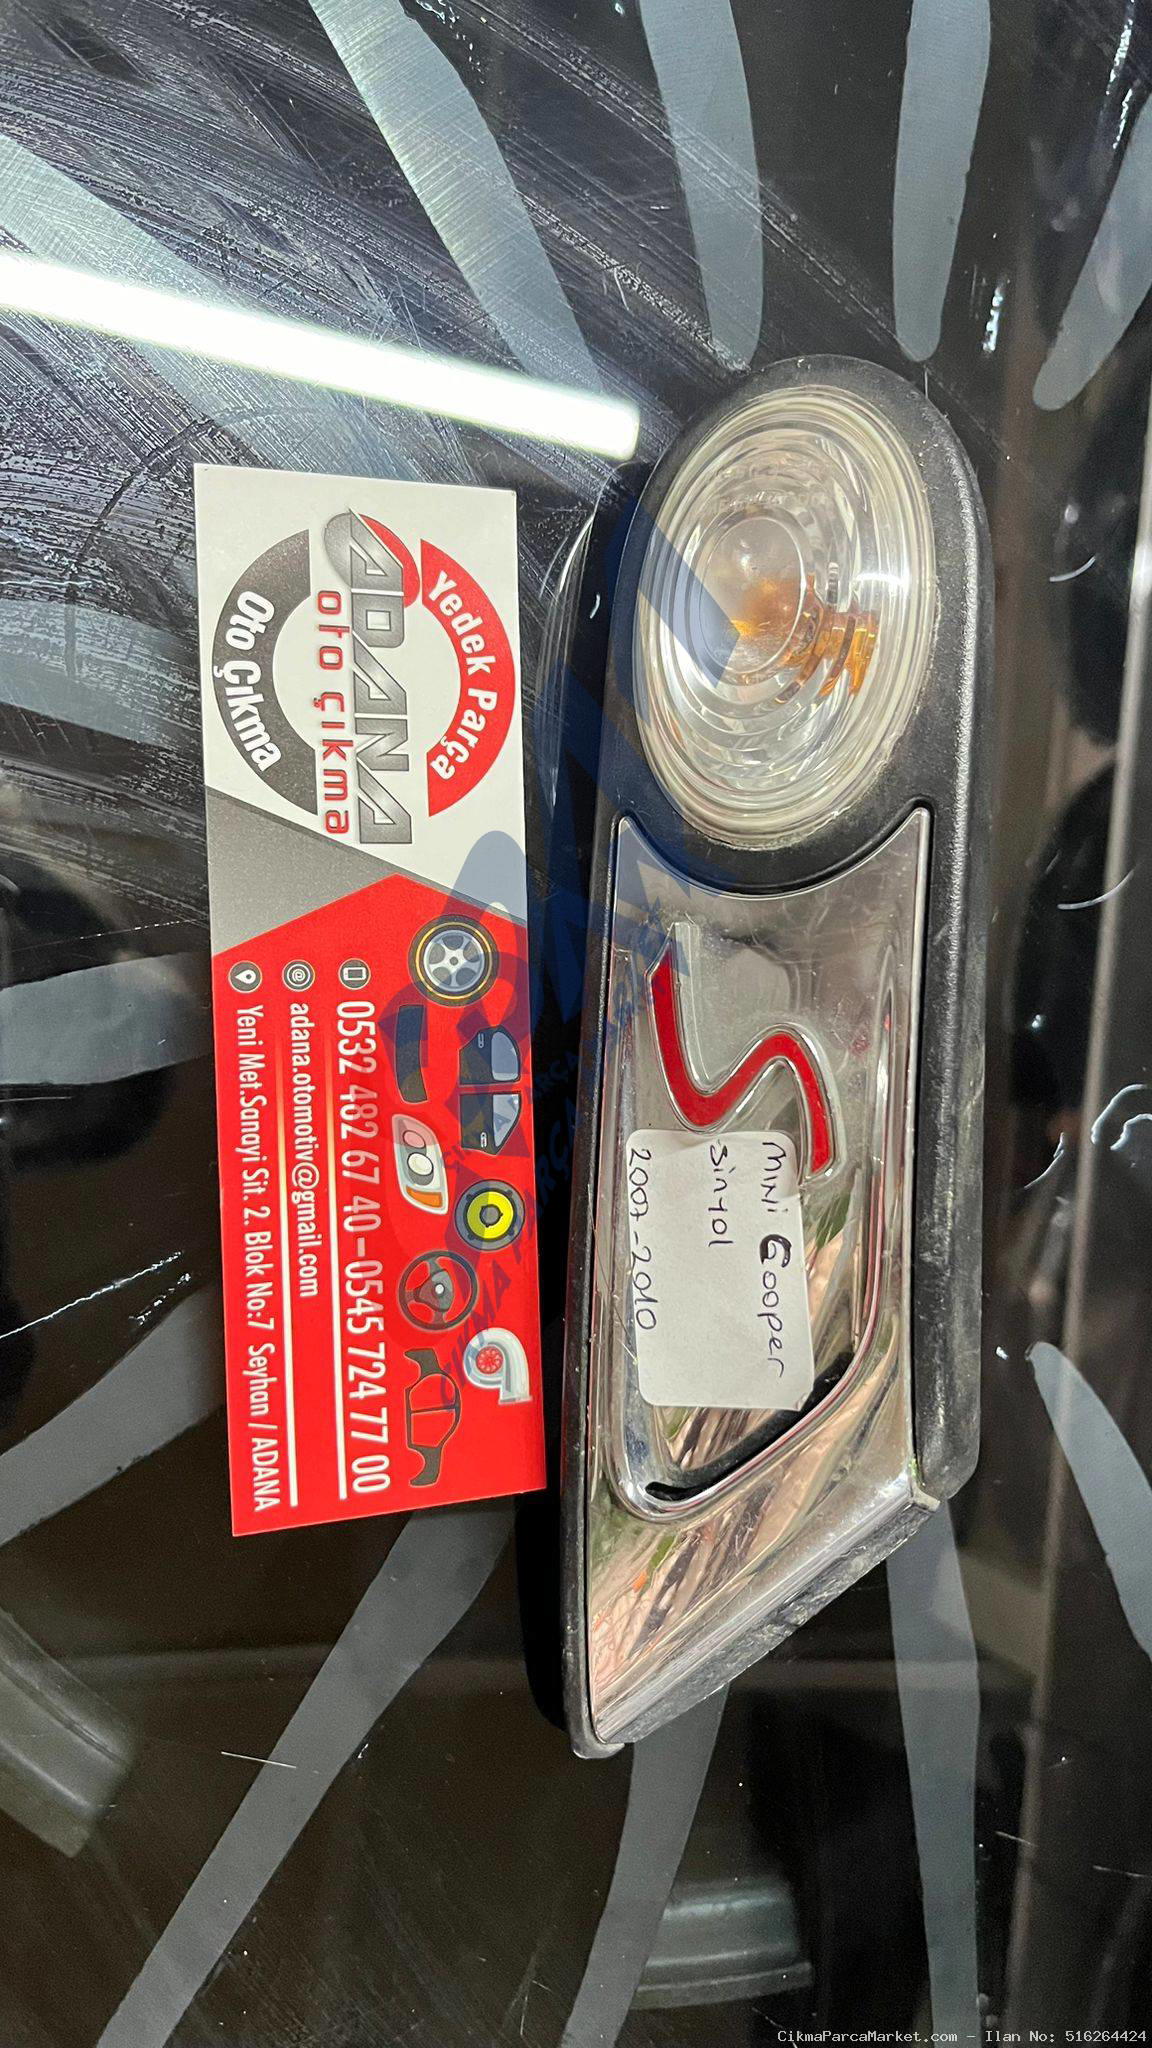 Yedek Parça
ADANA
oto çıkma
Oto Çıkma
0532 482 67 40-0545 724 77 00
adana.otomotiv@gmail.com
Yeni Met.Sanayi Sit. 2. Blok No:7 Seyhan / ADANA
S
mini Cooper
sinyol
2007-2010
CikmaParcaMarket.com - Ilan No: 516264424